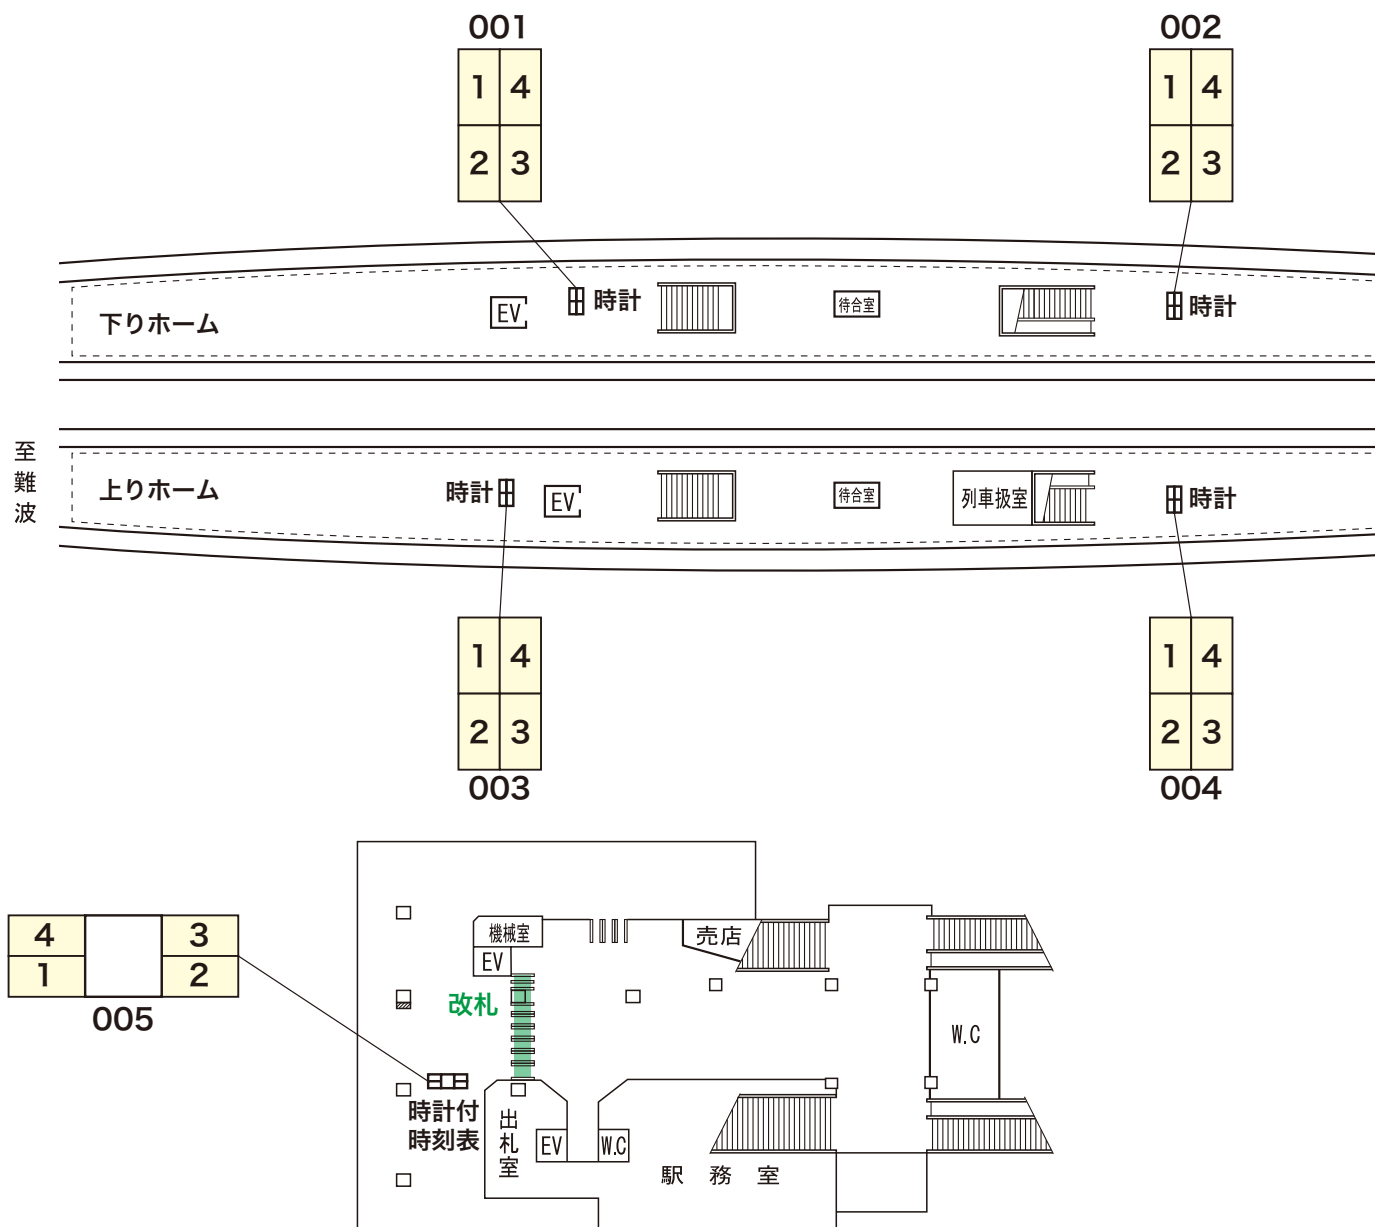 001
002
1 4
2 3
1 4
2 3
EV
時計
待合室
時計
下りホーム
至難波
上りホーム
時計
EV
待合室
列車扱室
時計
1 4
2 3
1 4
2 3
003
004
4 3
1 2
005
機械室
EV
売店
改札
W.C
時計付
時刻表
出札室
EV
W.C
駅務室